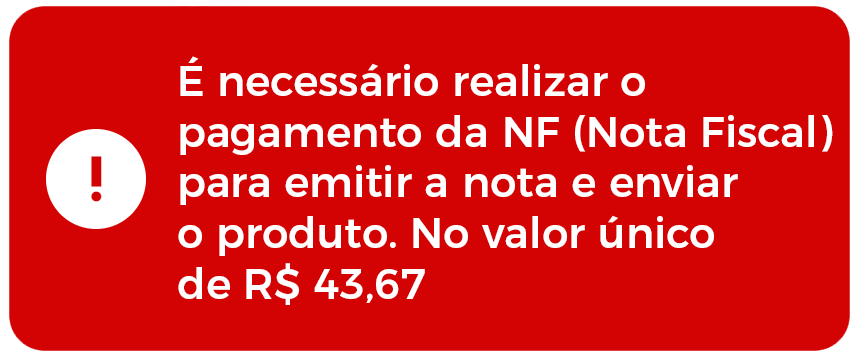 É necessário realizar o
pagamento da NF (Nota Fiscal)
para emitir a nota e enviar
o produto. No valor único
de R$ 43,67